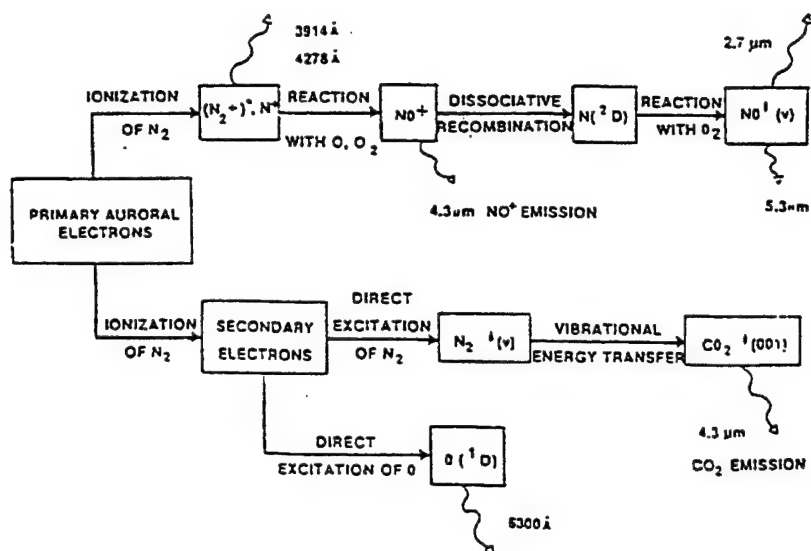 3914Å
4278Å
2.7 µm
IONIZATION
OF N₂
(N₂⁺)*, N⁺
REACTION
WITH O, O₂
NO⁺
DISSOCIATIVE
RECOMBINATION
N(²D)
REACTION
WITH O₂
NO‡(v)
4.3µm NO⁺ EMISSION
5.3µm
PRIMARY AURORAL
ELECTRONS
IONIZATION
OF N₂
SECONDARY
ELECTRONS
DIRECT
EXCITATION
OF N₂
N₂ ‡(v)
VIBRATIONAL
ENERGY TRANSFER
CO₂ ‡(001)
4.3 µm
CO₂ EMISSION
DIRECT
EXCITATION OF O
O(¹D)
6300Å